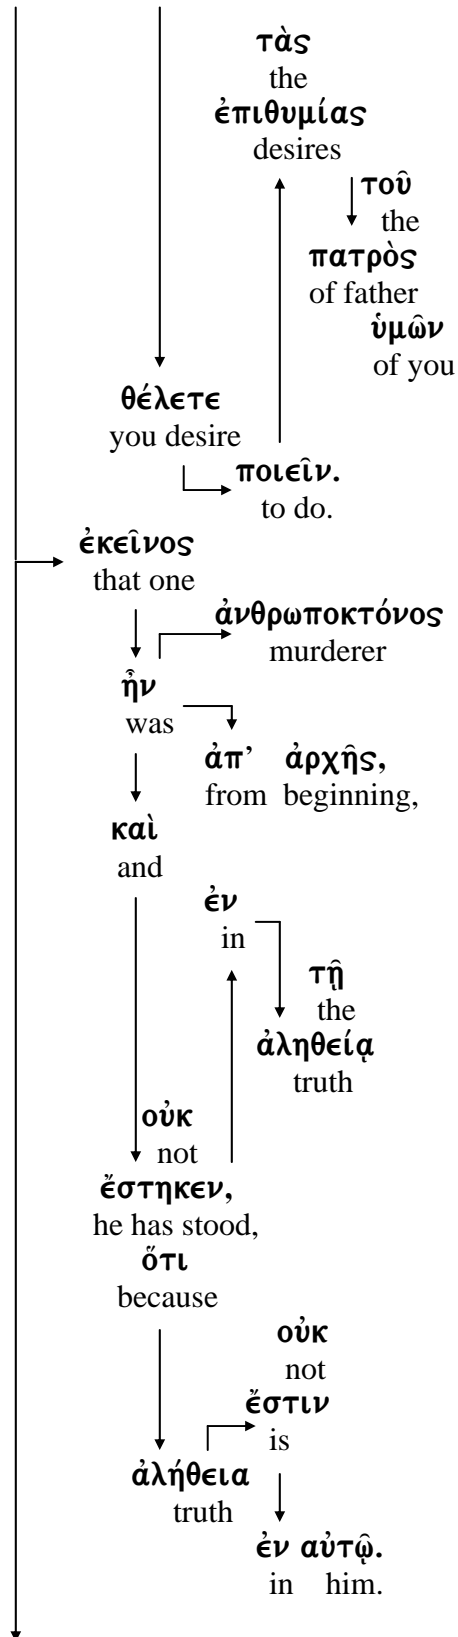 τὰς
the
ἐπιθυμίας
desires
τοῦ
the
πατρὸς
of father
ὑμῶν
of you
θέλετε
you desire
ποιεῖν.
to do.
ἐκεῖνος
that one
ἀνθρωποκτόνος
murderer
ἦν
was
ἀπ’ ἀρχῆς,
from beginning,
καὶ
and
ἐν
in
τῇ
the
ἀληθείᾳ
truth
οὐκ
not
ἔστηκεν,
he has stood,
ὅτι
because
οὐκ
not
ἔστιν
is
ἀλήθεια
truth
ἐν αὐτῷ.
in him.